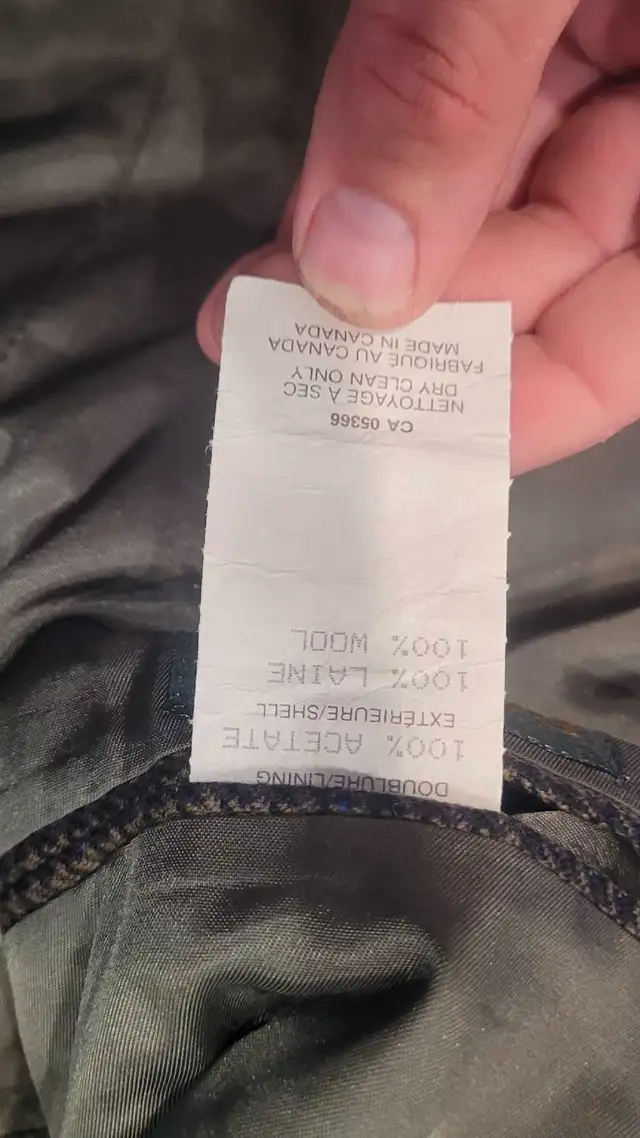 DOUBLURE/LINING
100% ACETATE
EXTÉRIEURE/SHELL
100% LAINE
100% WOOL
CA 05366
NETTOYAGE À SEC
DRY CLEAN ONLY
FABRIQUÉ AU CANADA
MADE IN CANADA